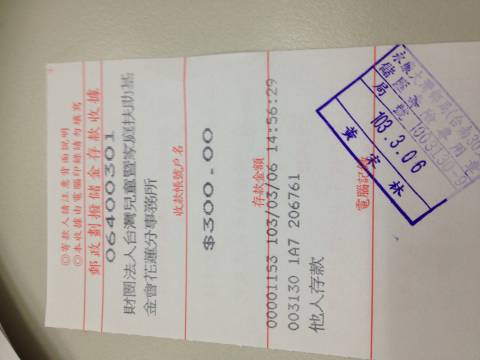 ◎寄款人請注意背面說明
◎本收據由電腦印錄請勿填寫
郵政劃撥儲金存款收據
06400301
財團法人台灣兒童暨家庭扶助基
金會花蓮分事務所
收款帳號戶名
$300.00
存款金額
00001153 103/03/06 14:56:29
003130 1A7 206761
他人存款
電腦記錄
103.3.06
黃宋林